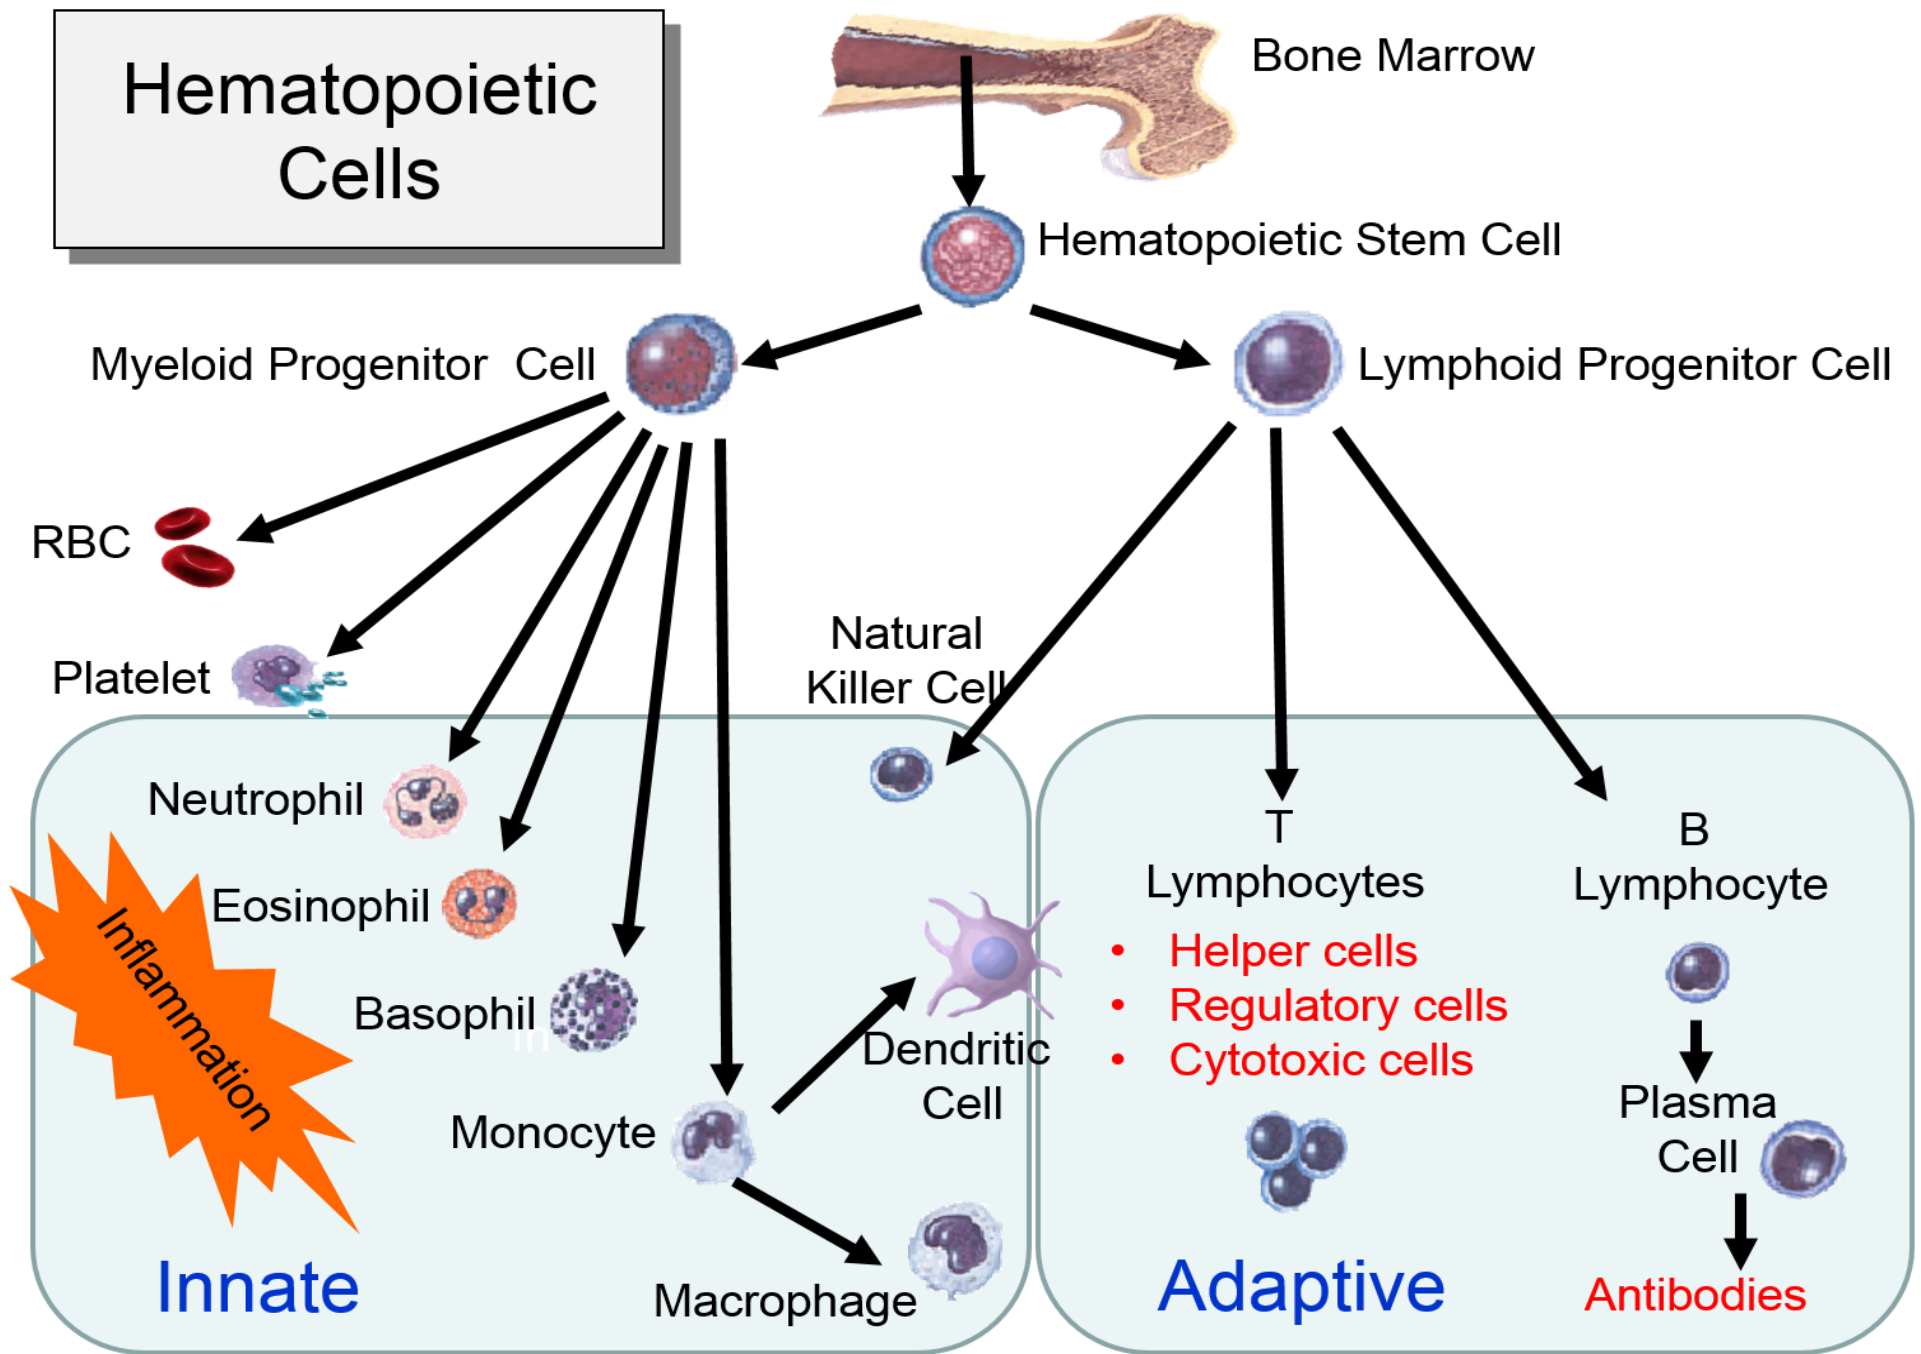 Hematopoietic
Cells
Bone Marrow
Hematopoietic Stem Cell
Myeloid Progenitor Cell
Lymphoid Progenitor Cell
RBC
Platelet
Natural
Killer Cell
Neutrophil
Eosinophil
Basophil
in
Monocyte
Dendritic
Cell
Macrophage
Inflammation
Innate
T
Lymphocytes
• Helper cells
• Regulatory cells
• Cytotoxic cells
B
Lymphocyte
Plasma
Cell
Antibodies
Adaptive